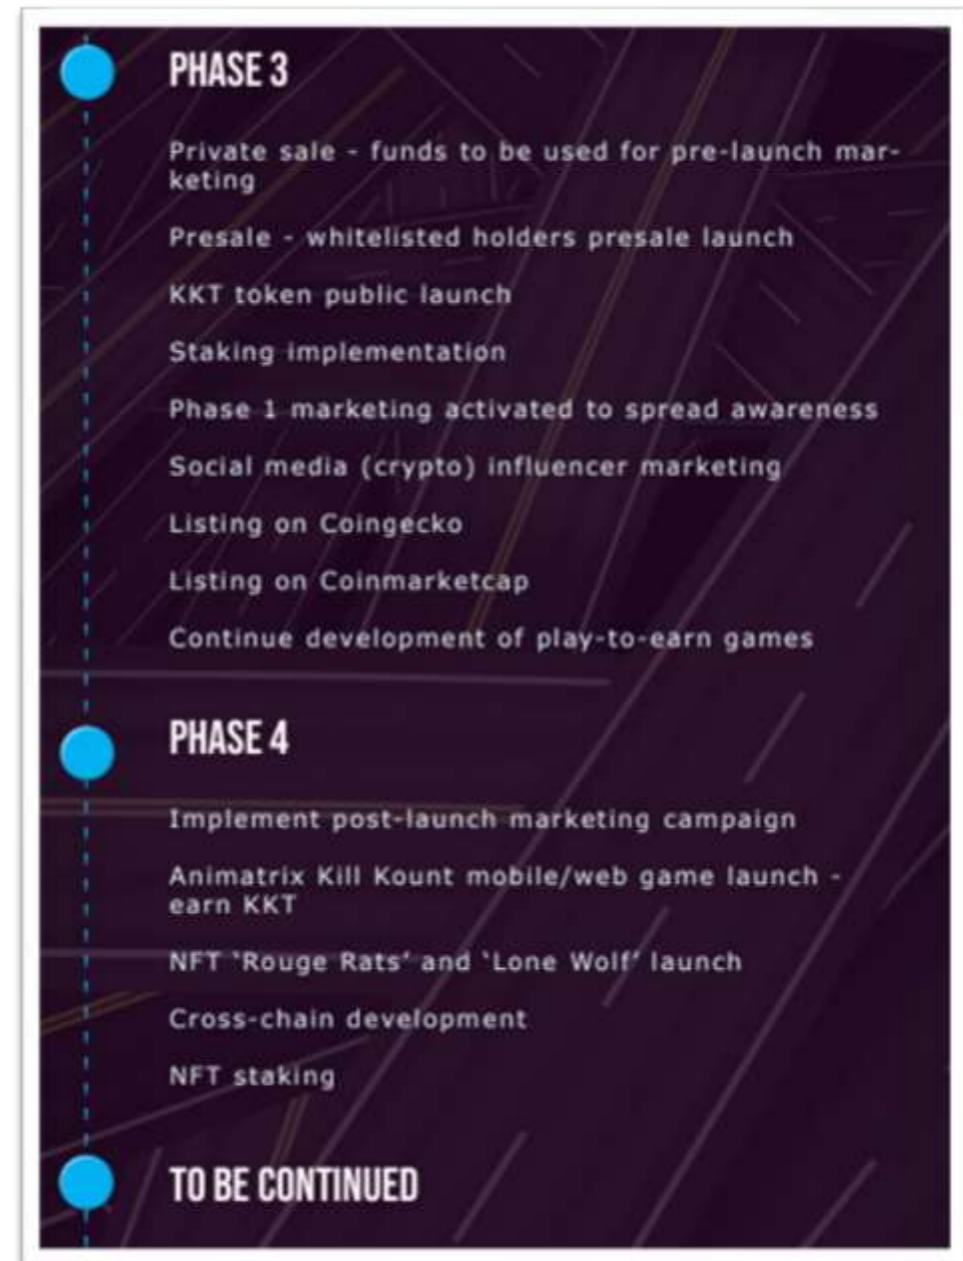 PHASE 3
Private sale - funds to be used for pre-launch mar-
keting
Presale - whitelisted holders presale launch
KKT token public launch
Staking implementation
Phase 1 marketing activated to spread awareness
Social media (crypto) influencer marketing
Listing on Coingecko
Listing on Coinmarketcap
Continue development of play-to-earn games
PHASE 4
Implement post-launch marketing campaign
Animatrix Kill Kount mobile/web game launch -
earn KKT
NFT ‘Rouge Rats’ and ‘Lone Wolf’ launch
Cross-chain development
NFT staking
TO BE CONTINUED